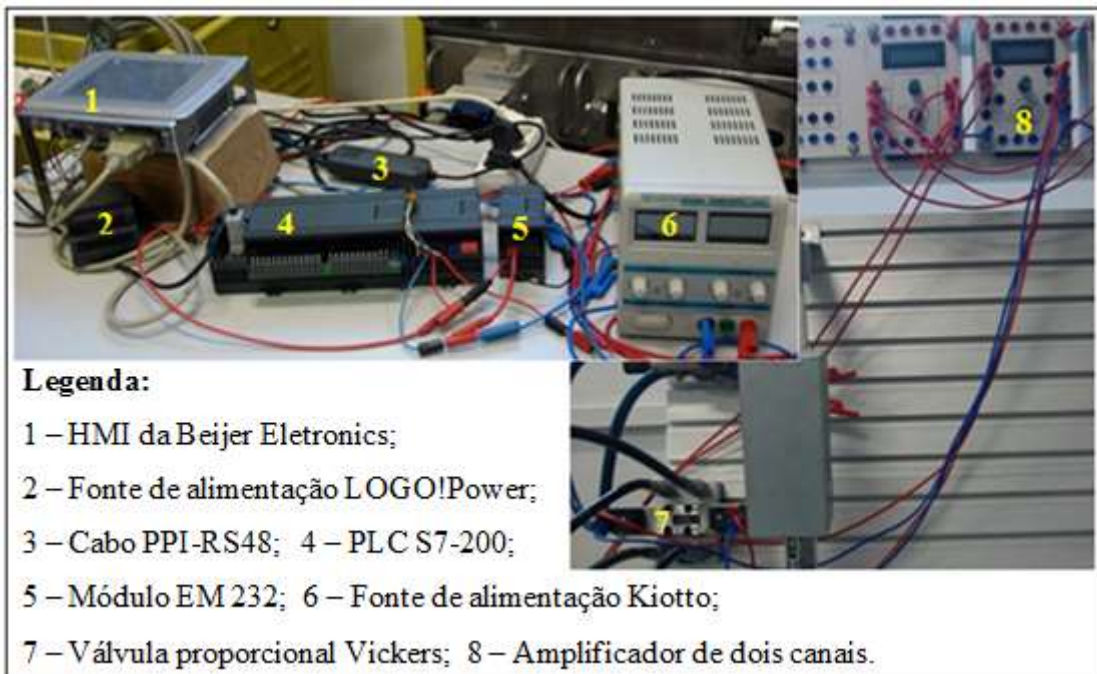 1
2
3
4
5
6
7
8
Legenda:
1 – HMI da Beijer Eletronics;
2 – Fonte de alimentação LOGO!Power;
3 – Cabo PPI-RS48; 4 – PLC S7-200;
5 – Módulo EM 232; 6 – Fonte de alimentação Kiotto;
7 – Válvula proporcional Vickers; 8 – Amplificador de dois canais.